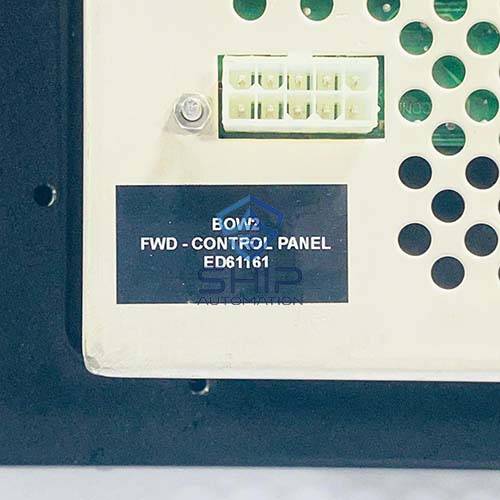 BOW2
FWD - CONTROL PANEL
ED61161
SHIP
AUTOMATION